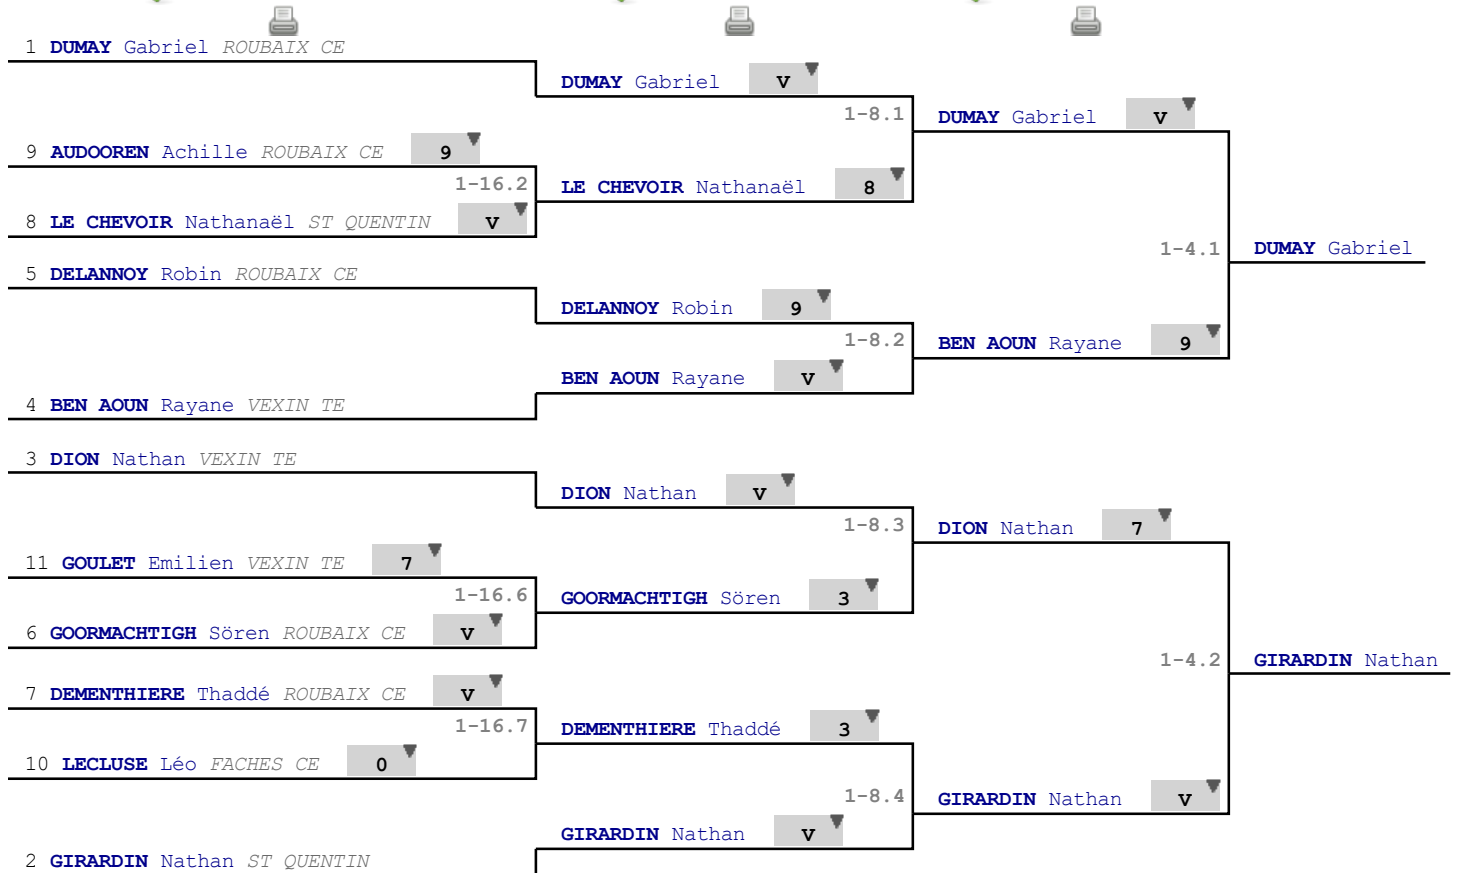 1 DUMAY Gabriel ROUBAIX CE
DUMAY Gabriel V
1-8.1
DUMAY Gabriel V
9 AUDOOREN Achille ROUBAIX CE 9
1-16.2
LE CHEVOIR Nathanaël 8
8 LE CHEVOIR Nathanaël ST QUENTIN V
1-4.1
DUMAY Gabriel
5 DELANNOY Robin ROUBAIX CE
DELANNOY Robin 9
1-8.2
BEN AOUN Rayane 9
BEN AOUN Rayane V
4 BEN AOUN Rayane VEXIN TE
3 DION Nathan VEXIN TE
DION Nathan V
1-8.3
DION Nathan 7
11 GOULET Emilien VEXIN TE 7
1-16.6
GOORMACHTIGH Sören 3
6 GOORMACHTIGH Sören ROUBAIX CE V
1-4.2
GIRARDIN Nathan
7 DEMENTHIERE Thaddé ROUBAIX CE V
1-16.7
DEMENTHIERE Thaddé 3
10 LECLUSE Léo FACHES CE 0
1-8.4
GIRARDIN Nathan V
GIRARDIN Nathan V
2 GIRARDIN Nathan ST QUENTIN